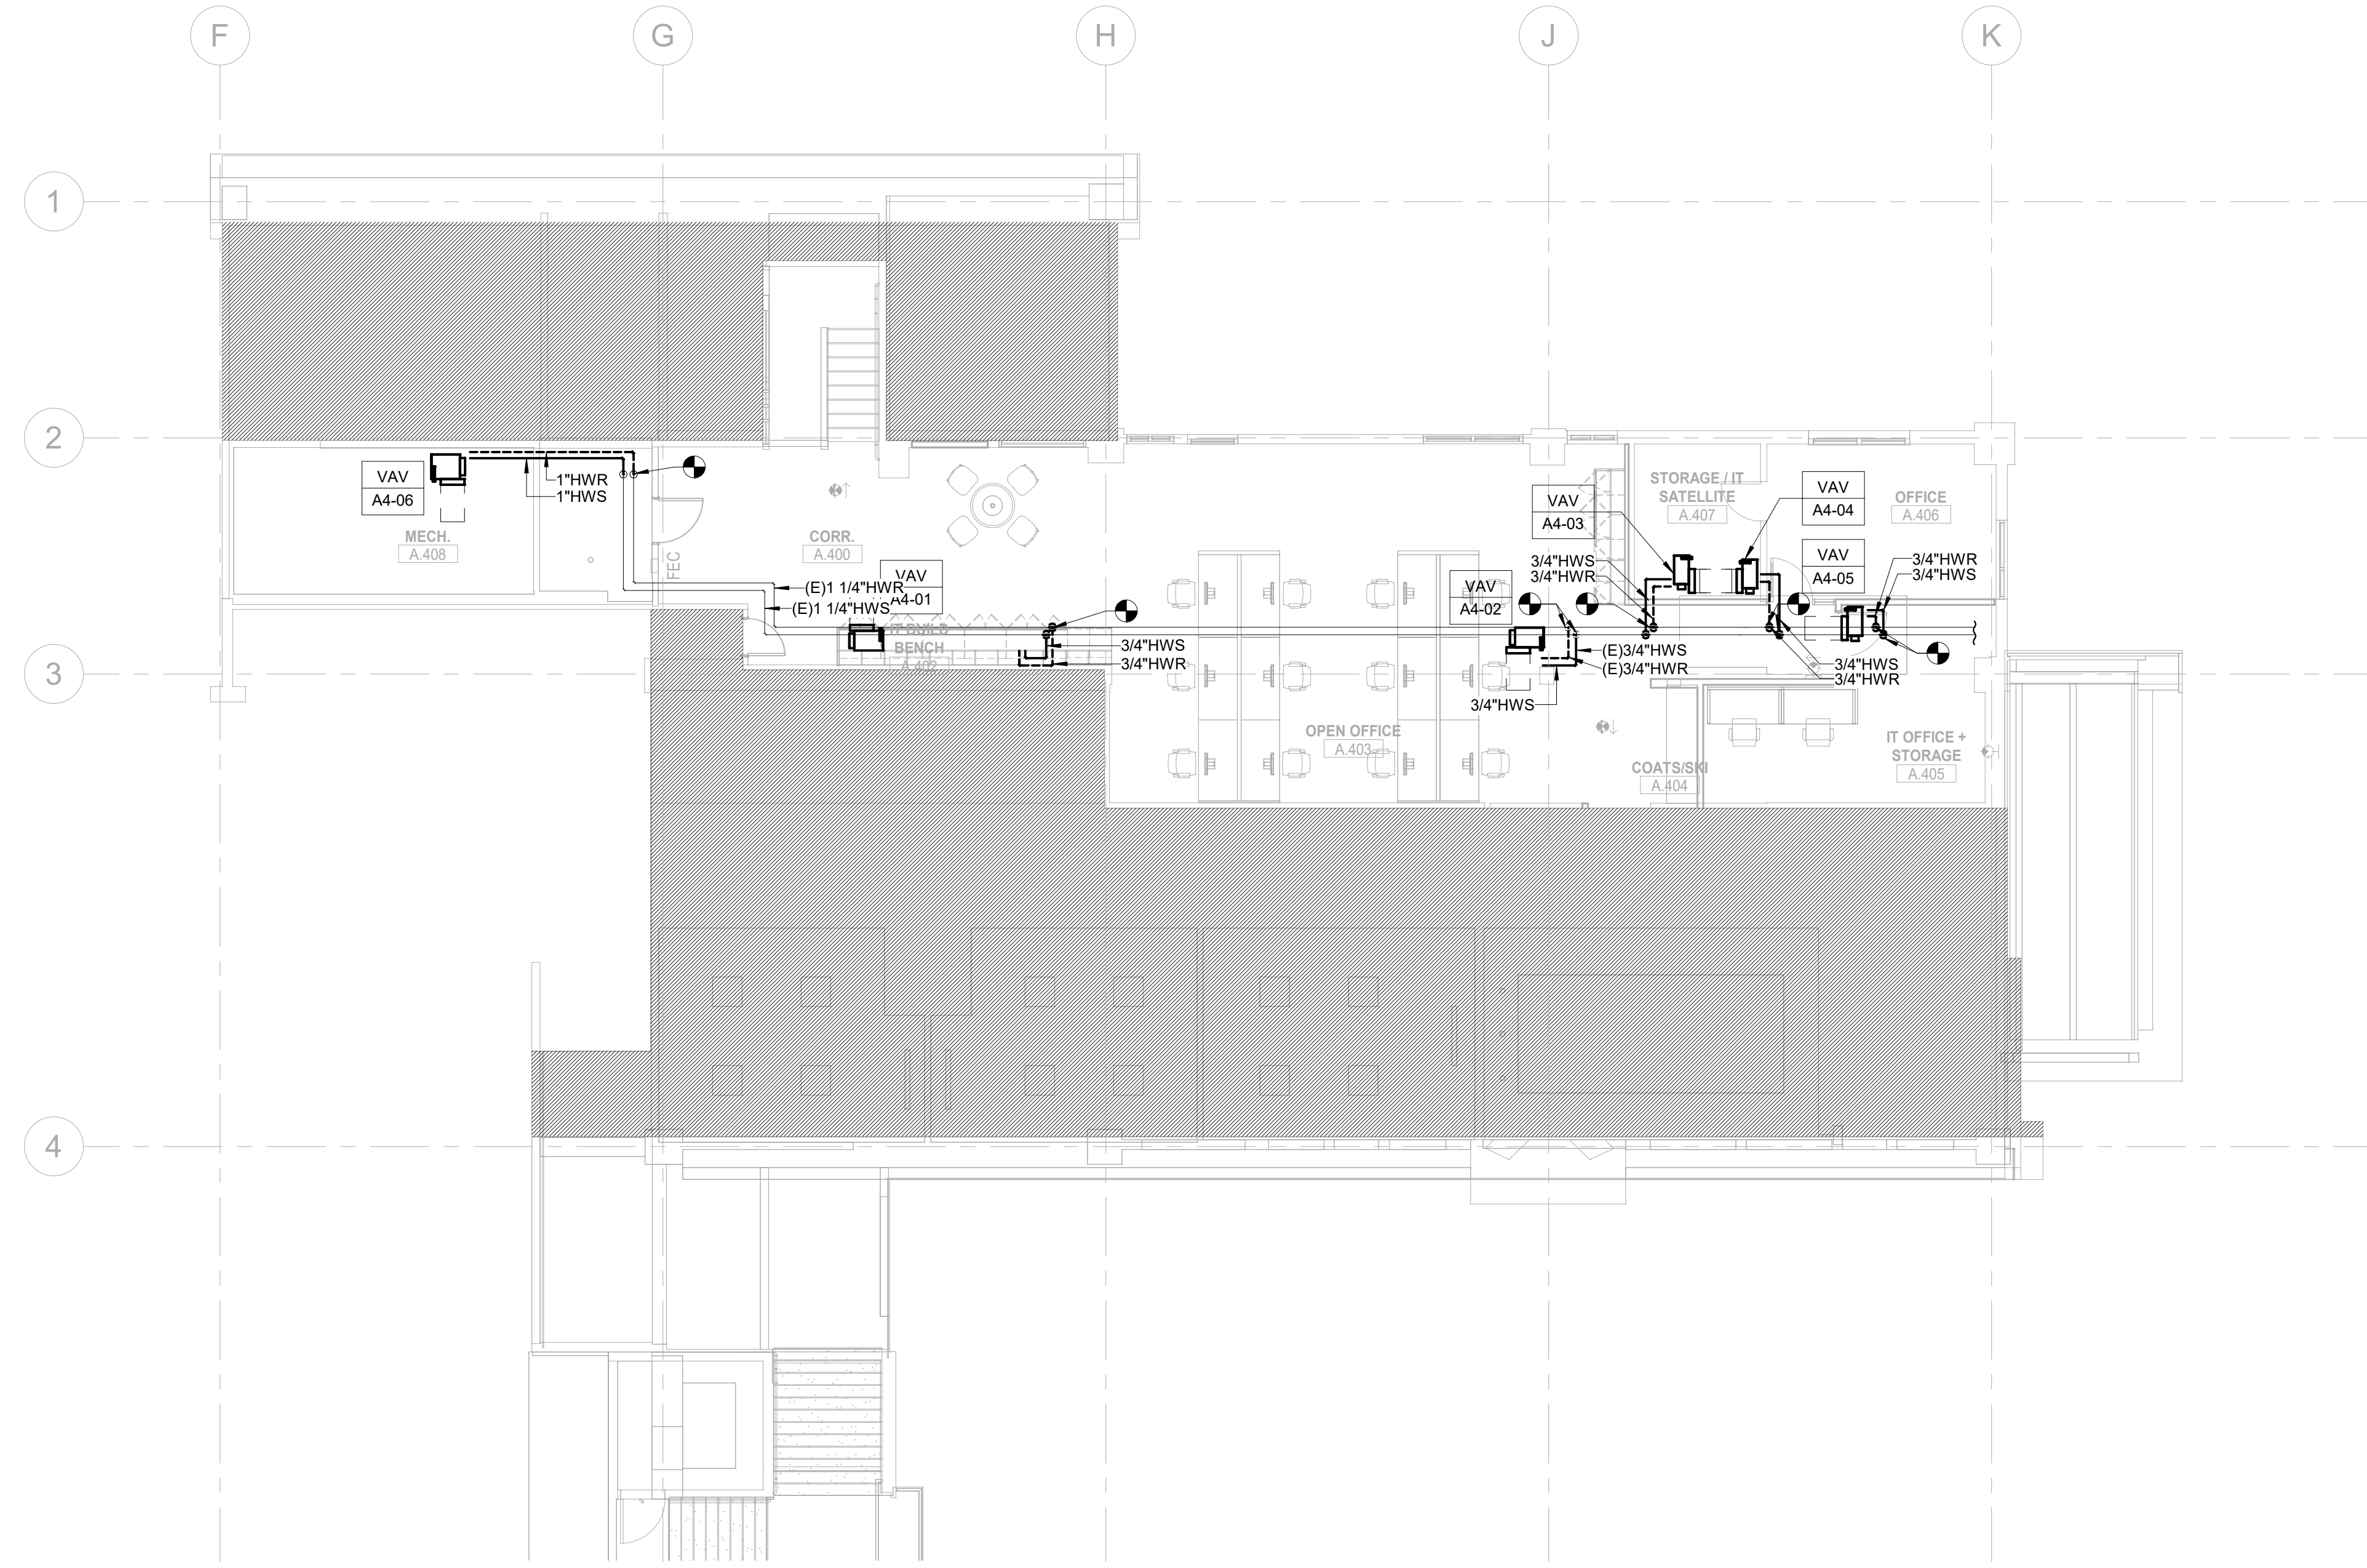 F
G
H
J
K
1
2
3
4
VAV
A4-06
1"HWR
1"HWS
MECH.
A.408
FEC
CORR.
A.400
(E)1 1/4"HWR
(E)1 1/4"HWS
VAV
A4-01
IT BUILD
BENCH
A.402
3/4"HWS
3/4"HWR
VAV
A4-02
(E)3/4"HWS
(E)3/4"HWR
3/4"HWS
OPEN OFFICE
A.403
VAV
A4-03
3/4"HWS
3/4"HWR
STORAGE / IT
SATELLITE
A.407
VAV
A4-04
OFFICE
A.406
VAV
A4-05
3/4"HWR
3/4"HWS
3/4"HWS
3/4"HWR
COATS/SKI
A.404
IT OFFICE +
STORAGE
A.405